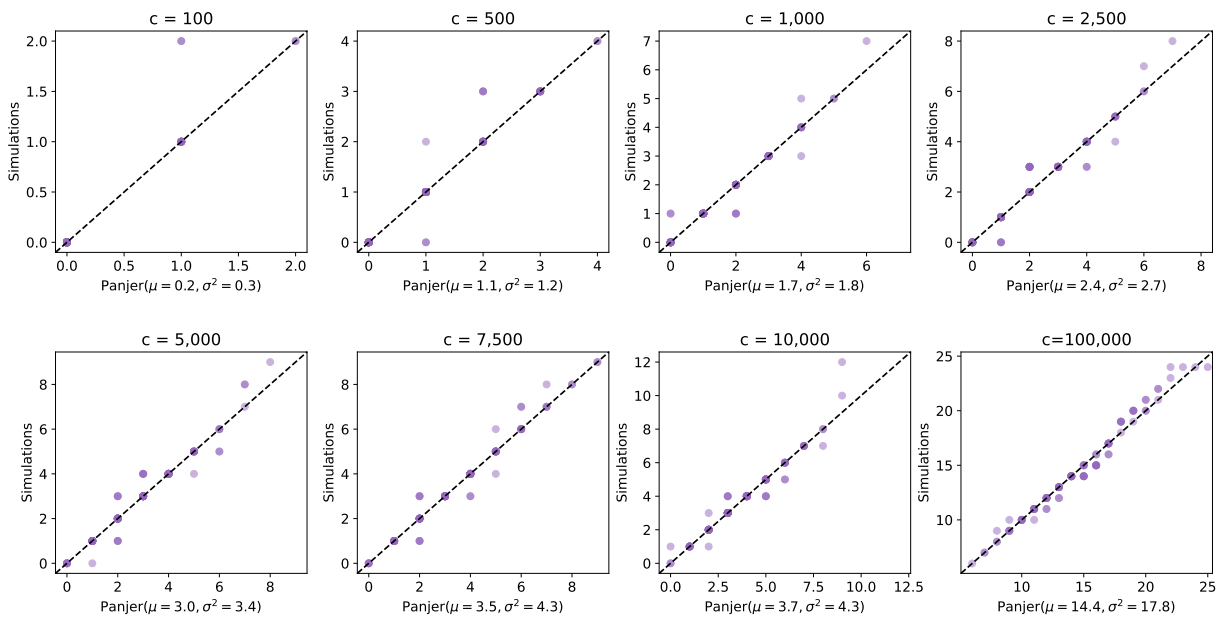 c = 100
Simulations
2.0
1.5
1.0
0.5
0.0
0.0 0.5 1.0 1.5 2.0
Panjer(μ = 0.2, σ² = 0.3)
c = 500
Simulations
4
3
2
1
0
0 1 2 3 4
Panjer(μ = 1.1, σ² = 1.2)
c = 1,000
Simulations
7
6
5
4
3
2
1
0
0 2 4 6
Panjer(μ = 1.7, σ² = 1.8)
c = 2,500
Simulations
8
6
4
2
0
0 2 4 6 8
Panjer(μ = 2.4, σ² = 2.7)
c = 5,000
Simulations
8
6
4
2
0
0 2 4 6 8
Panjer(μ = 3.0, σ² = 3.4)
c = 7,500
Simulations
8
6
4
2
0
0 2 4 6 8
Panjer(μ = 3.5, σ² = 4.3)
c = 10,000
Simulations
12
10
8
6
4
2
0
0.0 2.5 5.0 7.5 10.0 12.5
Panjer(μ = 3.7, σ² = 4.3)
c=100,000
Simulations
25
20
15
10
10 15 20 25
Panjer(μ = 14.4, σ² = 17.8)